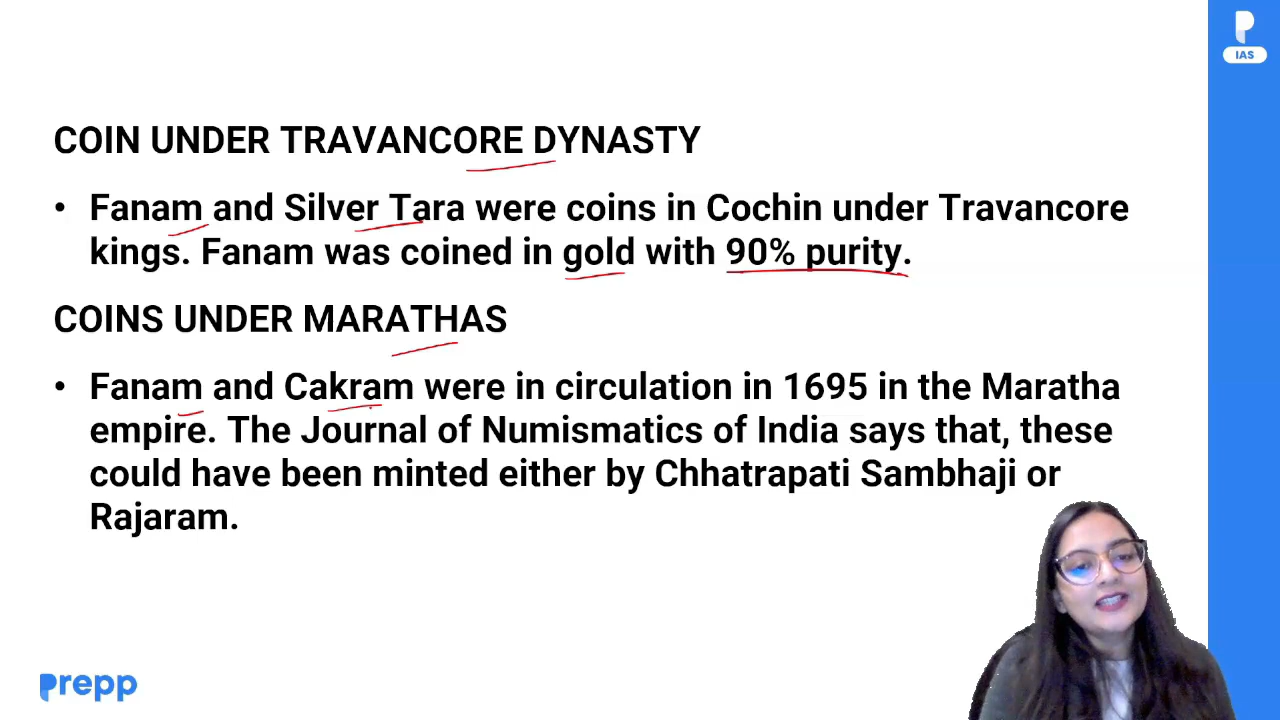 IAS
COIN UNDER TRAVANCORE DYNASTY
• Fanam and Silver Tara were coins in Cochin under Travancore
kings. Fanam was coined in gold with 90% purity.
COINS UNDER MARATHAS
• Fanam and Cakram were in circulation in 1695 in the Maratha
empire. The Journal of Numismatics of India says that, these
could have been minted either by Chhatrapati Sambhaji or
Rajaram.
prepp